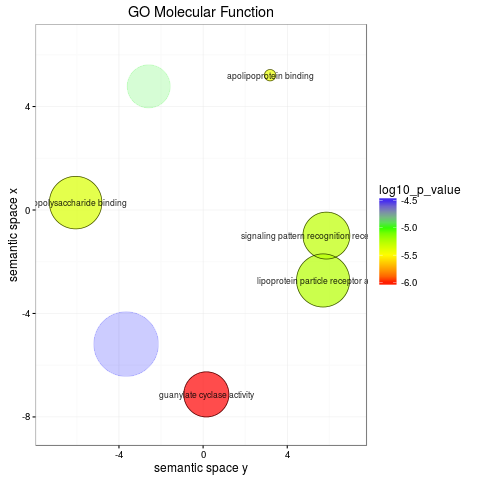 GO Molecular Function
apolipoprotein binding
opolysaccharide binding
signaling pattern recognition rece
lipoprotein particle receptor a
guanylate cyclase activity
4
0
-4
-8
-4
0
4
semantic space x
semantic space y
log10_p_value
-4.5
-5.0
-5.5
-6.0